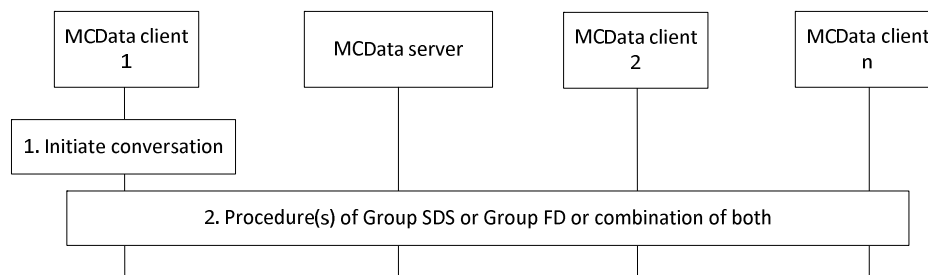 MCData client
1
MCData server
MCData client
2
MCData client
n
1. Initiate conversation
2. Procedure(s) of Group SDS or Group FD or combination of both